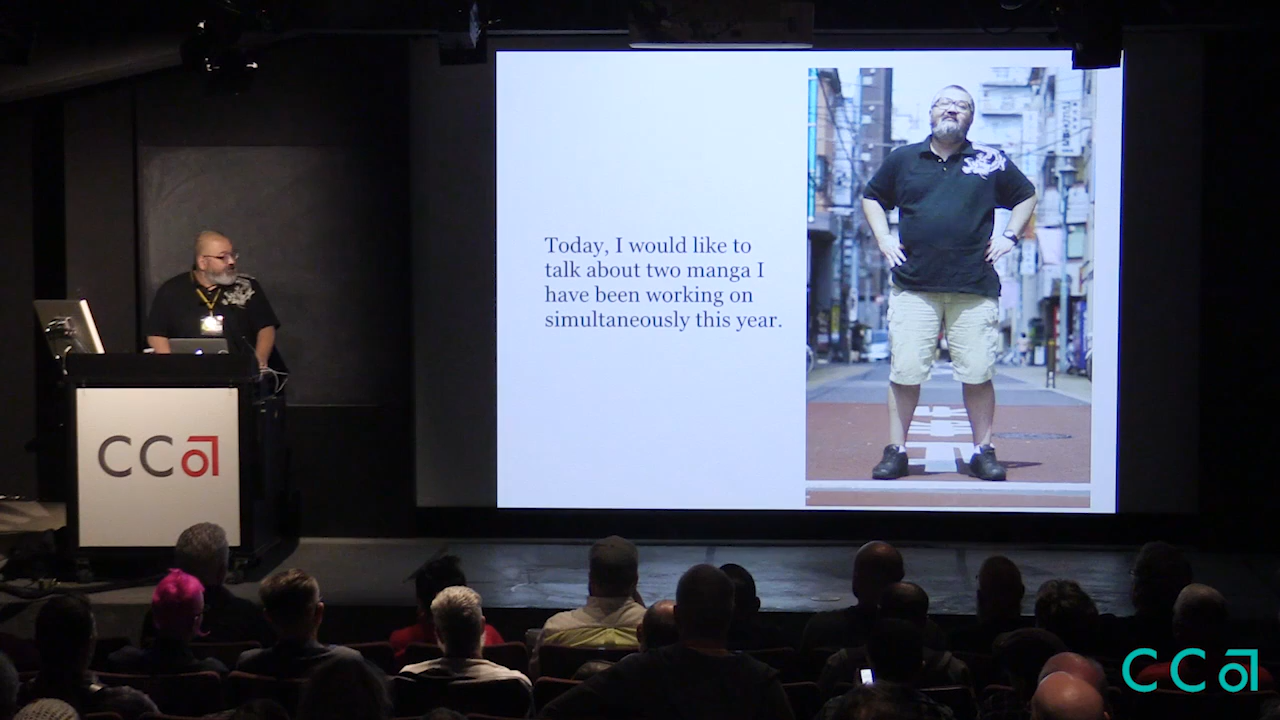 Today, I would like to
talk about two manga I
have been working on
simultaneously this year.
CCa
CCa